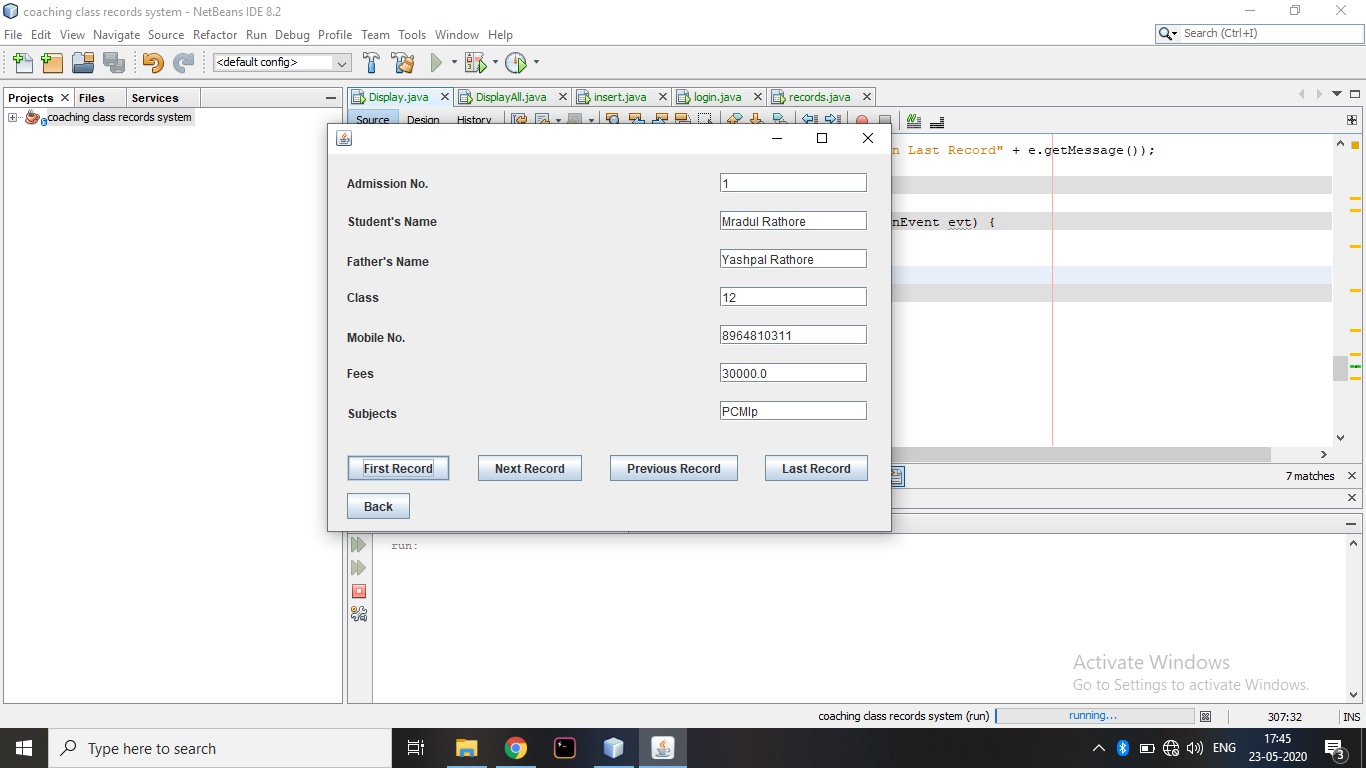 coaching class records system - NetBeans IDE 8.2
File Edit View Navigate Source Refactor Run Debug Profile Team Tools Window Help
Search (Ctrl+I)
<default config>
Projects Files Services
Display.java DisplayAll.java insert.java login.java records.java
coaching class records system
Source Design History
n Last Record" + e.getMessage());
nEvent evt) {
Admission No. 1
Student's Name Mradul Rathore
Father's Name Yashpal Rathore
Class 12
Mobile No. 8964810311
Fees 30000.0
Subjects PCMIp
First Record Next Record Previous Record Last Record
Back
7 matches
run:
Activate Windows
Go to Settings to activate Windows.
coaching class records system (run) running... 307:32 INS
Type here to search
ENG
17:45
23-05-2020
3